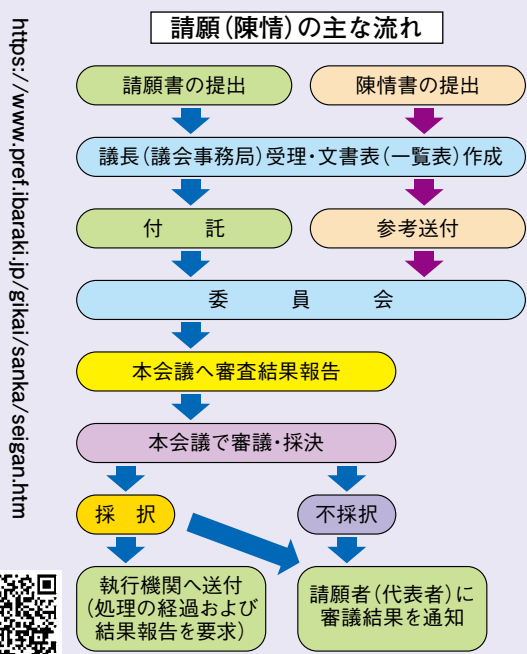 請願(陳情)の主な流れ
請願書の提出
陳情書の提出
議長(議会事務局)受理・文書表(一覧表)作成
付 託
参考送付
委 員 会
本会議へ審査結果報告
本会議で審議・採決
採 択
不採択
執行機関へ送付
(処理の経過および
結果報告を要求)
請願者(代表者)に
審議結果を通知
https://www.pref.ibaraki.jp/gikai/sanka/seigan.htm